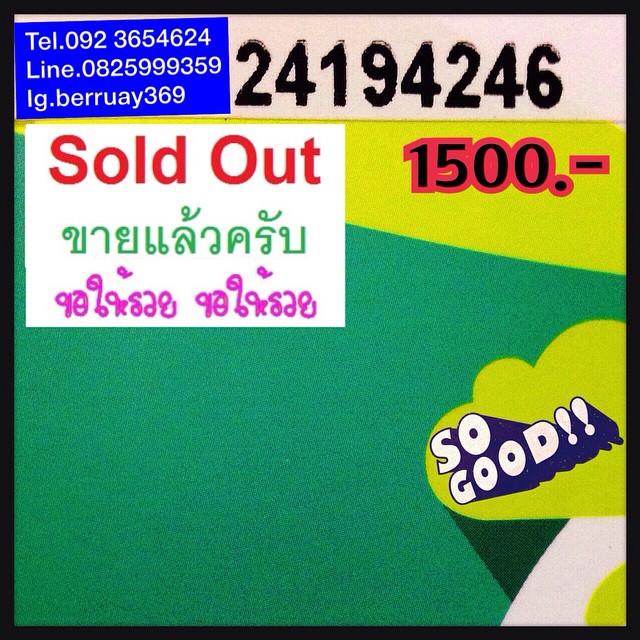 Tel.092 3654624
Line.0825999359
Ig.berruay369
24194246
Sold Out
1500.-
ขายแล้วครับ
ขอให้รวย ขอให้รวย
SO
GOOD!!